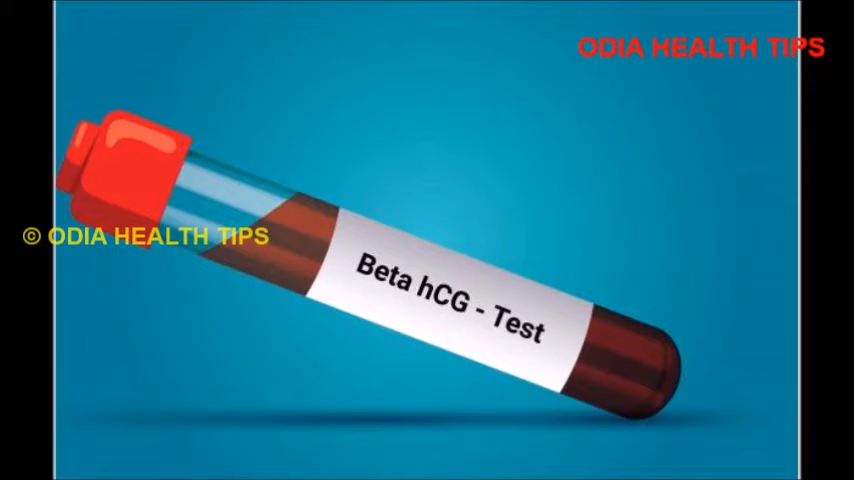 ODIA HEALTH TIPS
© ODIA HEALTH TIPS
Beta hCG - Test